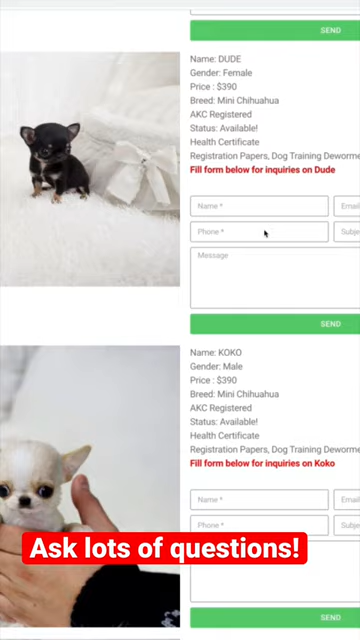 SEND
Name: DUDE
Gender: Female
Price : $390
Breed: Mini Chihuahua
AKC Registered
Status: Available!
Health Certificate
Registration Papers, Dog Training Deworme
Fill form below for inquiries on Dude
Name * Email
Phone * Subje
Message
SEND
Name: KOKO
Gender: Male
Price : $390
Breed: Mini Chihuahua
AKC Registered
Status: Available!
Health Certificate
Registration Papers, Dog Training Deworme
Fill form below for inquiries on Koko
Name * Email
Phone * Subje
Ask lots of questions!
SEND